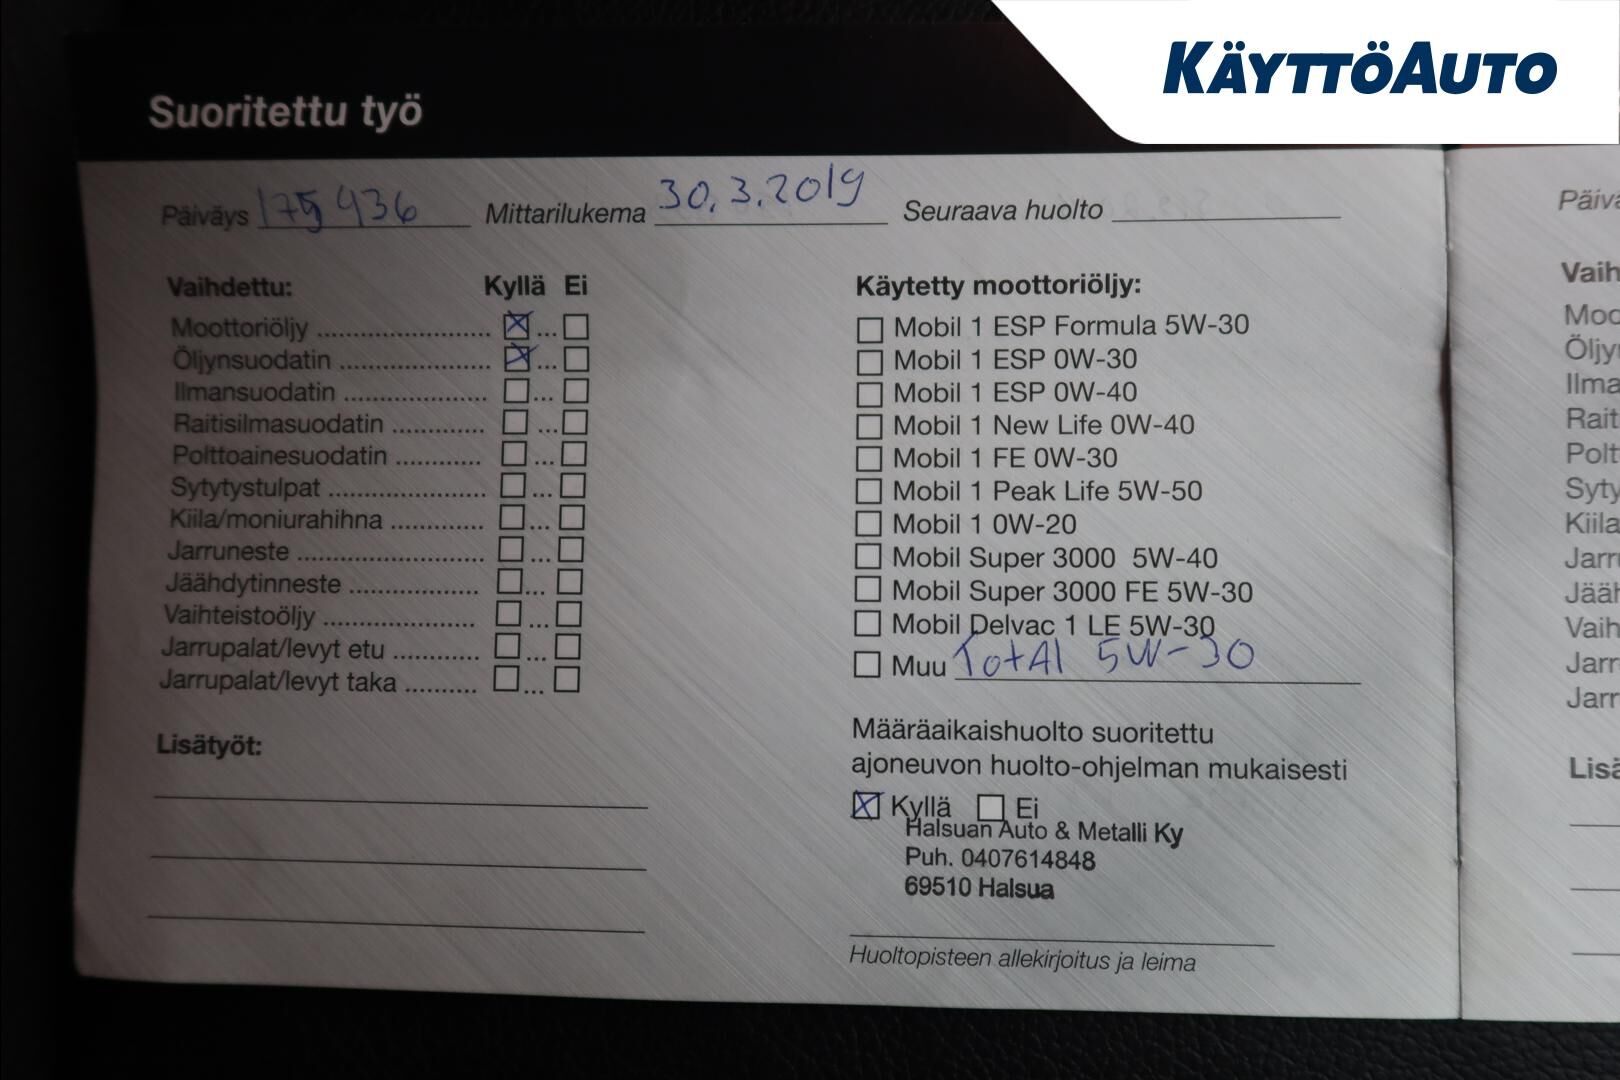 KÄYTTÖAUTO
Suoritettu työ
Päiväys 175 936 Mittarilukema 30.3.2019 Seuraava huolto
Vaihdettu: Kyllä Ei
Moottoriöljy
Öljynsuodatin
Ilmansuodatin
Raitisilmasuodatin
Polttoainesuodatin
Sytytystulpat
Kiila/moniurahihna
Jarruneste
Jäähdytinneste
Vaihteistoöljy
Jarrupalat/levyt etu
Jarrupalat/levyt taka
Lisätyöt:
Käytetty moottoriöljy:
Mobil 1 ESP Formula 5W-30
Mobil 1 ESP 0W-30
Mobil 1 ESP 0W-40
Mobil 1 New Life 0W-40
Mobil 1 FE 0W-30
Mobil 1 Peak Life 5W-50
Mobil 1 0W-20
Mobil Super 3000 5W-40
Mobil Super 3000 FE 5W-30
Mobil Delvac 1 LE 5W-30
Muu TotAl 5W-30
Määräaikaishuolto suoritettu
ajoneuvon huolto-ohjelman mukaisesti
Kyllä Ei
Halsuan Auto & Metalli Ky
Puh. 0407614848
69510 Halsua
Huoltopisteen allekirjoitus ja leima